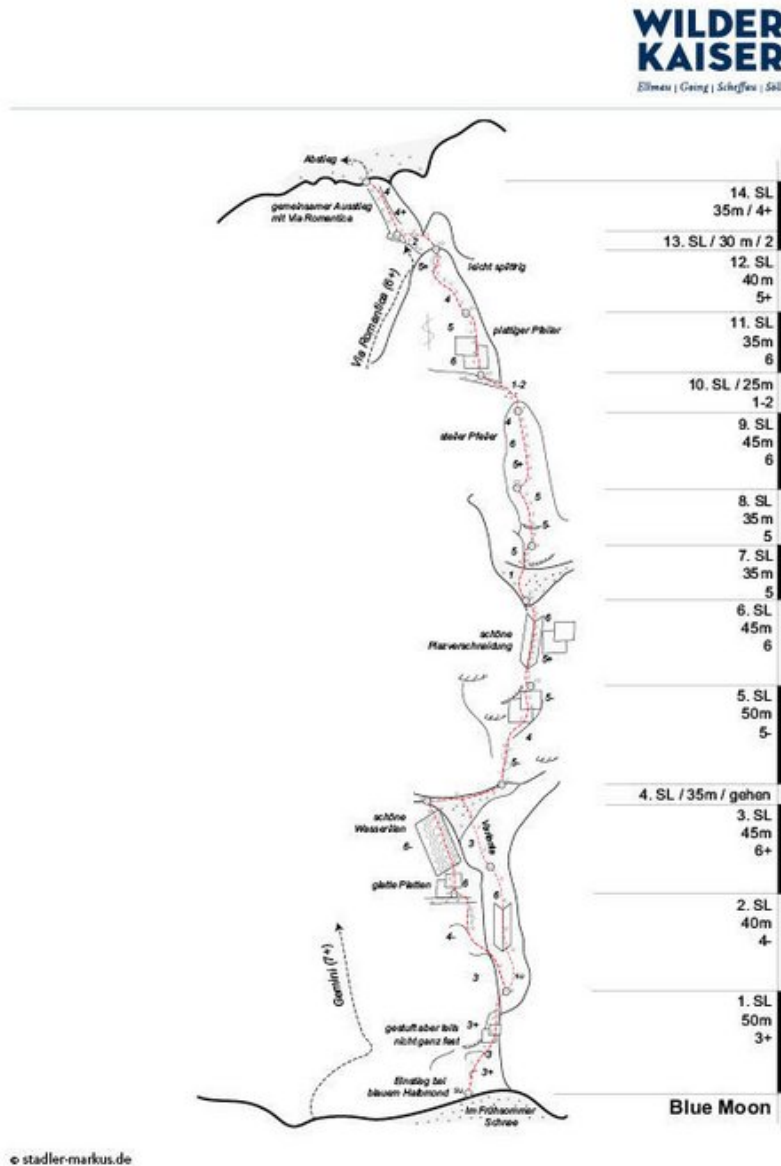 WILDER
KAISER
Ellmau | Going | Scheffau | Söll
Abstieg
4
gemeinsamer Ausstieg
mit Via Romantica
4+
2
5+
leicht splittrig
Via Romantica (6+)
4
5
plattiger Pfeiler
6
1-2
4
steiler Pfeiler
6
5+
5
5-
5
1
6
schöne
Plazverschneidung
5+
5-
4
5-
schöne
Wasserrillen
6-
3
Variante
6
glatte Platten
6
4-
3
Gemini (7+)
3+
gestuft aber teils
nicht ganz fest
3
3+
Einstieg bei
blauem Halbmond
Im Frühsommer
Schnee
14. SL
35m / 4+
13. SL / 30 m / 2
12. SL
40m
5+
11. SL
35m
6
10. SL / 25m
1-2
9. SL
45m
6
8. SL
35m
5
7. SL
35m
5
6. SL
45m
6
5. SL
50m
5-
4. SL / 35m / gehen
3. SL
45m
6+
2. SL
40m
4-
1. SL
50m
3+
Blue Moon
© stadler-markus.de